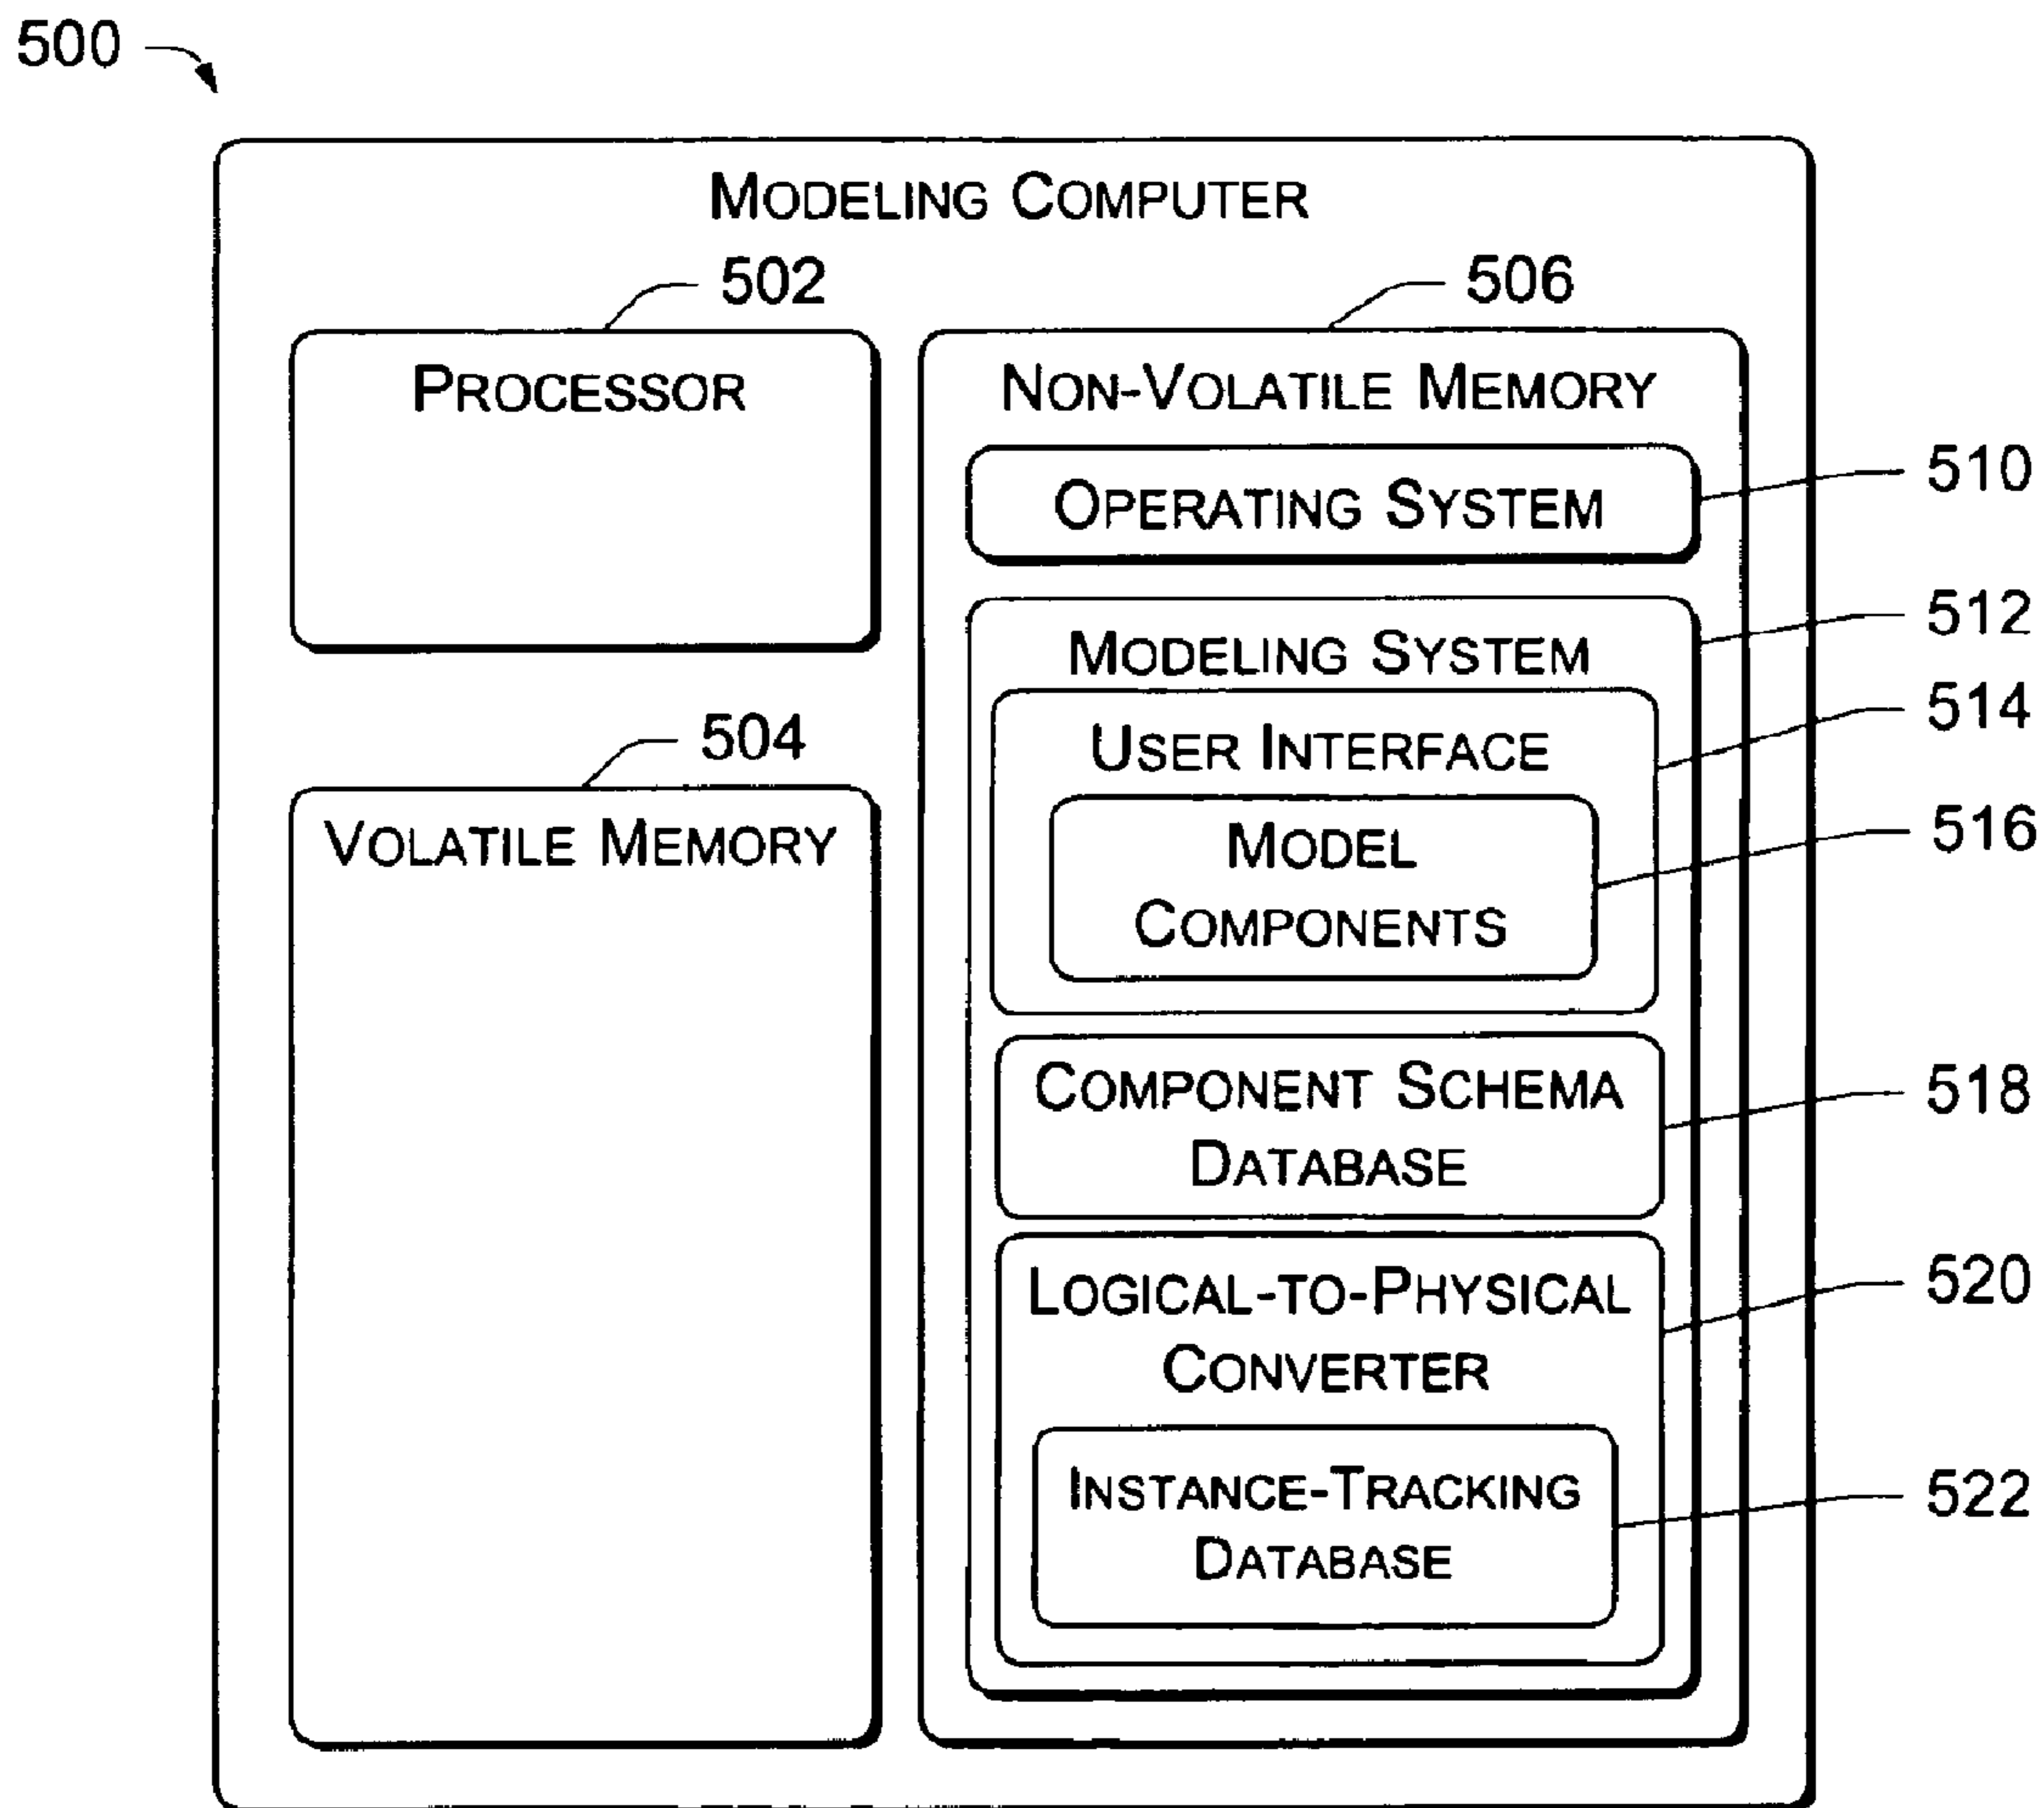 500
MODELING COMPUTER
502
506
PROCESSOR
NON-VOLATILE MEMORY
OPERATING SYSTEM
510
512
MODELING SYSTEM
514
USER INTERFACE
504
VOLATILE MEMORY
MODEL
COMPONENTS
516
COMPONENT SCHEMA
DATABASE
518
LOGICAL-TO-PHYSICAL
CONVERTER
520
INSTANCE-TRACKING
DATABASE
522